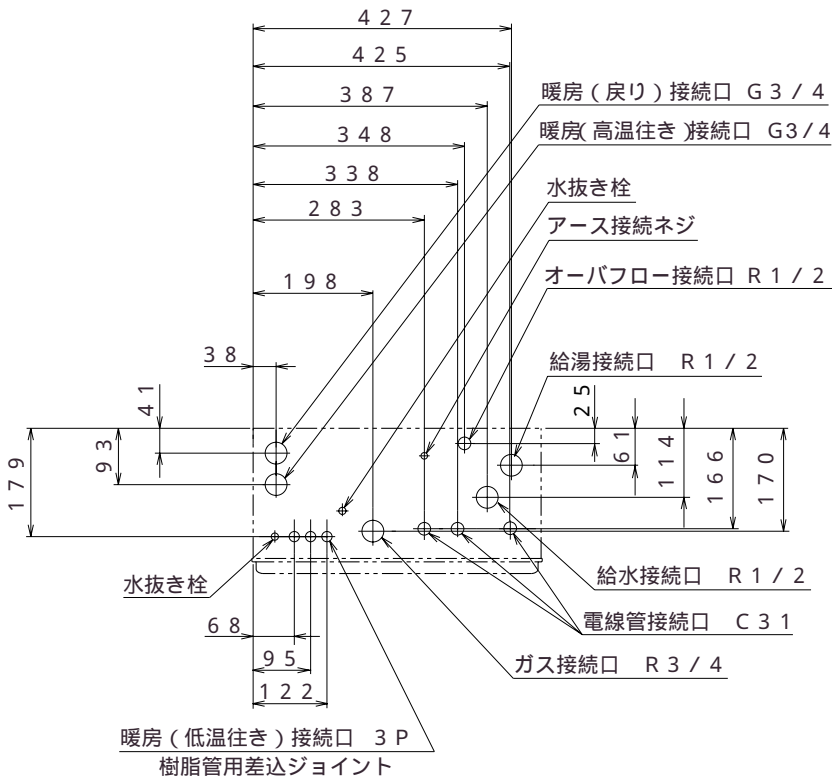 427
425
387
348
338
283
198
38
暖房(戻り)接続口 G3/4
暖房(高温往き)接続口 G3/4
水抜き栓
アース接続ネジ
オーバフロー接続口 R1/2
給湯接続口 R1/2
41
93
179
25
61
114
166
170
水抜き栓
給水接続口 R1/2
電線管接続口 C31
ガス接続口 R3/4
68
95
122
暖房(低温往き)接続口 3P
樹脂管用差込ジョイント